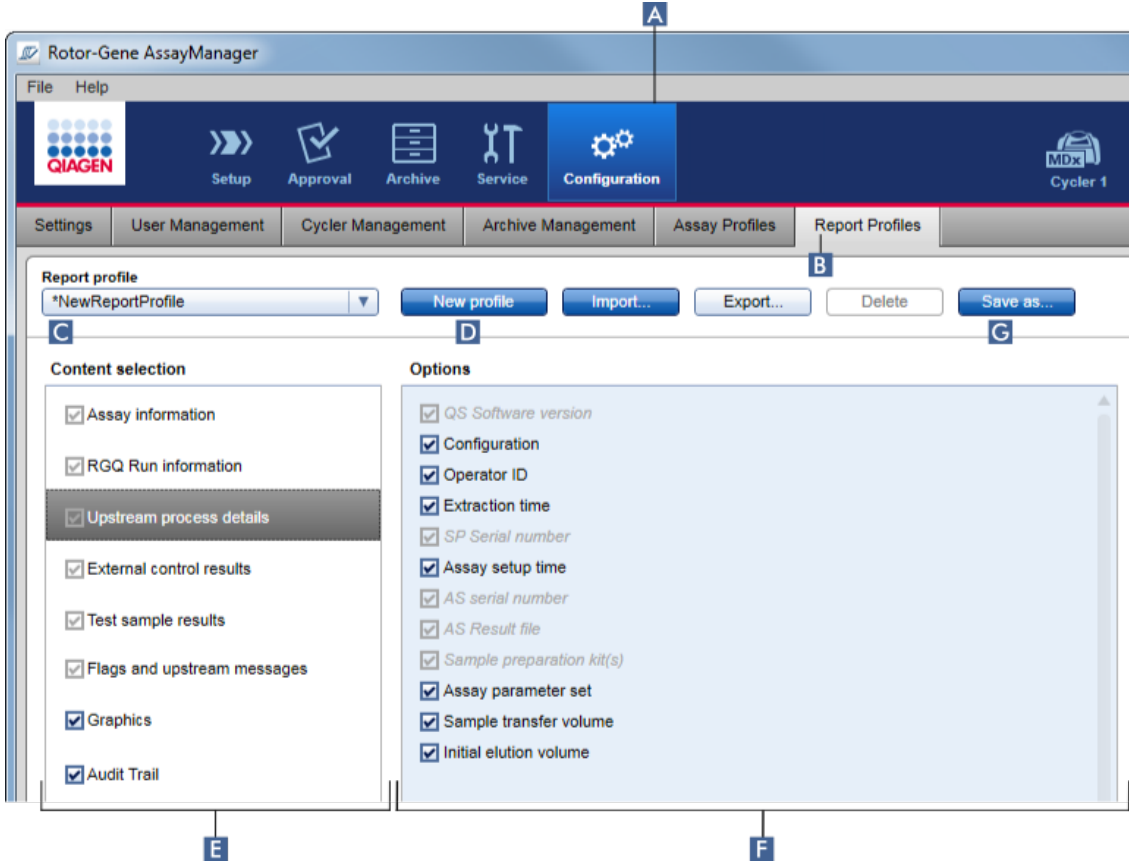 A
Rotor-Gene AssayManager
File Help
QIAGEN
Setup Approval Archive Service Configuration
MDx
Cycler 1
Settings User Management Cycler Management Archive Management Assay Profiles Report Profiles
B
Report profile
*NewReportProfile New profile Import... Export... Delete Save as...
C D G
Content selection Options
Assay information
RGQ Run information
Upstream process details
External control results
Test sample results
Flags and upstream messages
Graphics
Audit Trail
QS Software version
Configuration
Operator ID
Extraction time
SP Serial number
Assay setup time
AS serial number
AS Result file
Sample preparation kit(s)
Assay parameter set
Sample transfer volume
Initial elution volume
E F